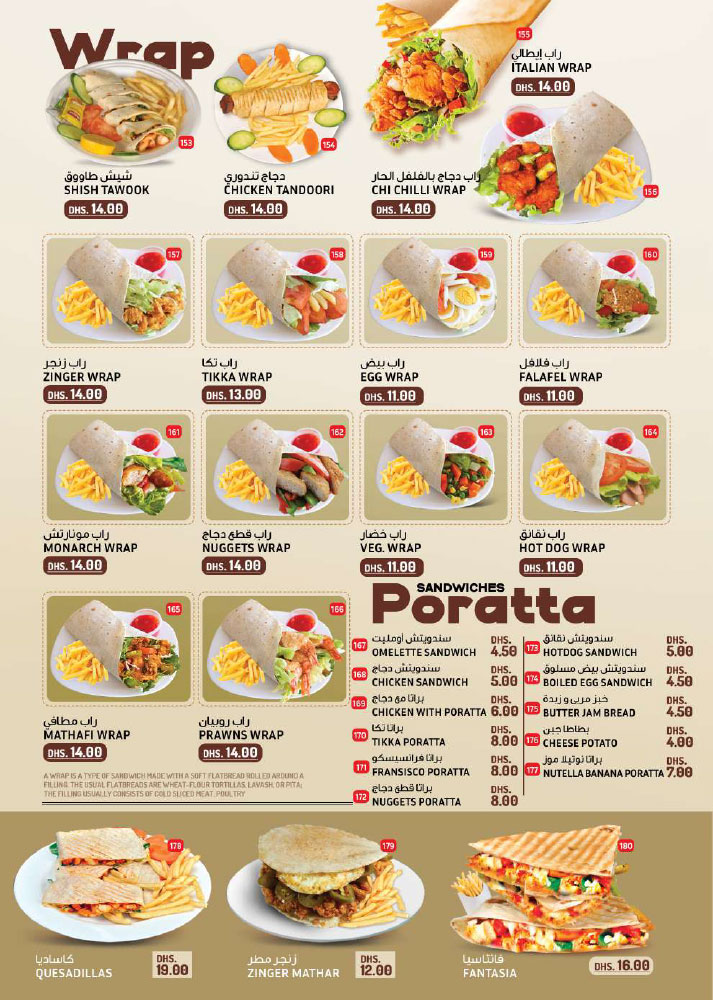 Wrap
153
شيش طاووق
SHISH TAWOOK
DHS. 14.00
154
دجاج تندوري
CHICKEN TANDOORI
DHS. 14.00
155
راب إيطالي
ITALIAN WRAP
DHS. 14.00
راب دجاج بالفلفل الحار
CHI CHILLI WRAP
DHS. 14.00
156
157
راب زنجر
ZINGER WRAP
DHS. 14.00
158
راب تكا
TIKKA WRAP
DHS. 13.00
159
راب بيض
EGG WRAP
DHS. 11.00
160
راب فلافل
FALAFEL WRAP
DHS. 11.00
161
راب مونارتش
MONARCH WRAP
DHS. 14.00
162
راب قطع دجاج
NUGGETS WRAP
DHS. 14.00
163
راب خضار
VEG. WRAP
DHS. 11.00
164
راب نقانق
HOT DOG WRAP
DHS. 11.00
165
راب مطافي
MATHAFI WRAP
DHS. 14.00
166
راب روبيان
PRAWNS WRAP
DHS. 14.00
A WRAP IS A TYPE OF SANDWICH MADE WITH A SOFT FLATBREAD ROLLED AROUND A
FILLING. THE USUAL FLATBREADS ARE WHEAT-FLOUR TORTILLAS, LAVASH, OR PITA;
THE FILLING USUALLY CONSISTS OF COLD SLICED MEAT, POULTRY
SANDWICHES
Poratta
167 سندويتش اومليت DHS.
OMELETTE SANDWICH 4.50
168 سندويتش دجاج DHS.
CHICKEN SANDWICH 5.00
169 براتا مع دجاج DHS.
CHICKEN WITH PORATTA 6.00
170 براتا تكا DHS.
TIKKA PORATTA 8.00
171 براتا فرانسيسكو DHS.
FRANSISCO PORATTA 8.00
172 براتا قطع دجاج DHS.
NUGGETS PORATTA 8.00
173 سندويتش نقانق DHS.
HOTDOG SANDWICH 5.00
174 سندويتش بيض مسلوق DHS.
BOILED EGG SANDWICH 4.50
175 خبز مربى و زبدة DHS.
BUTTER JAM BREAD 4.50
176 بطاطا جبن DHS.
CHEESE POTATO 4.00
177 براتا نوتيلا موز DHS.
NUTELLA BANANA PORATTA 7.00
178
كاساديا
QUESADILLAS
DHS.
19.00
179
زنجر مطر
ZINGER MATHAR
DHS.
12.00
180
فانتاسيا
FANTASIA
DHS. 16.00